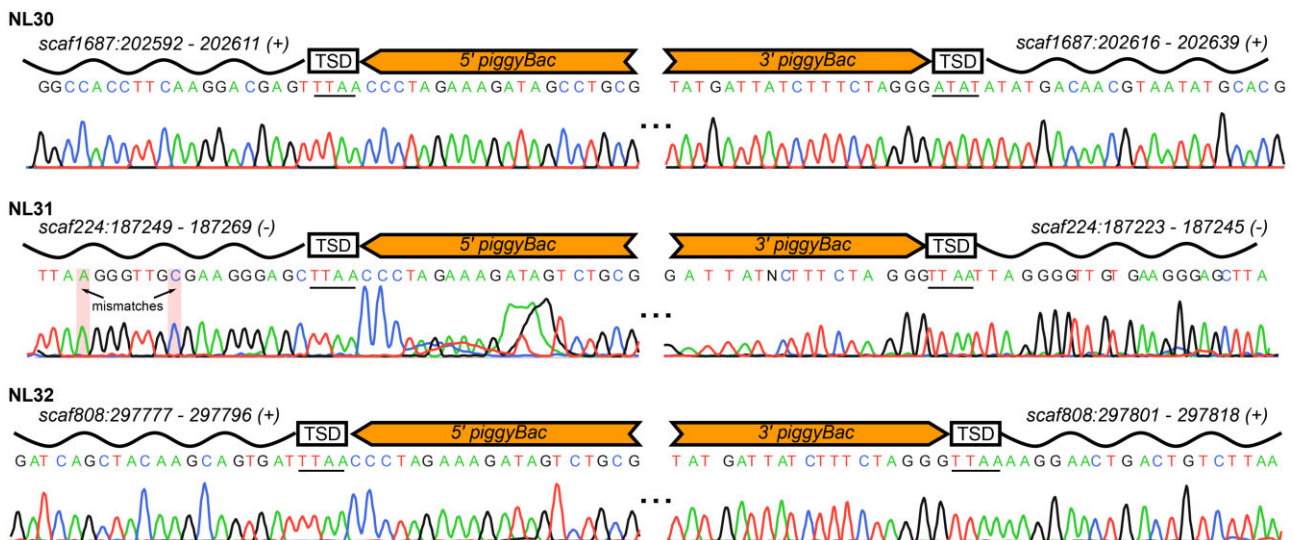 NL30
scaf1687:202592 - 202611 (+) TSD 5' piggyBac 3' piggyBac TSD scaf1687:202616 - 202639 (+)
GGCCACCTTCAAGGACGAGTTTAACCCTAGAAAGATAGCCTGCG TATGATTATCTTTCTAGGGATATATATGACAACGTAATATGCACG
...
NL31
scaf224:187249 - 187269 (-) TSD 5' piggyBac 3' piggyBac TSD scaf224:187223 - 187245 (-)
TTAAGGGTTGCGAAGGGAGCTTAACCCTAGAAAGATAGTCTGCG GATTATNCTTTCTAGGGTTAATTAGGGGTTGTGAAGGGAGCTTA
mismatches
...
NL32
scaf808:297777 - 297796 (+) TSD 5' piggyBac 3' piggyBac TSD scaf808:297801 - 297818 (+)
GATCAGCTACAAGCAGTGATTTAACCCTAGAAAGATAGTCTGCG TATGATTATCTTTCTAGGGTTAAAAGGAACTGACTGTCTTAA
...